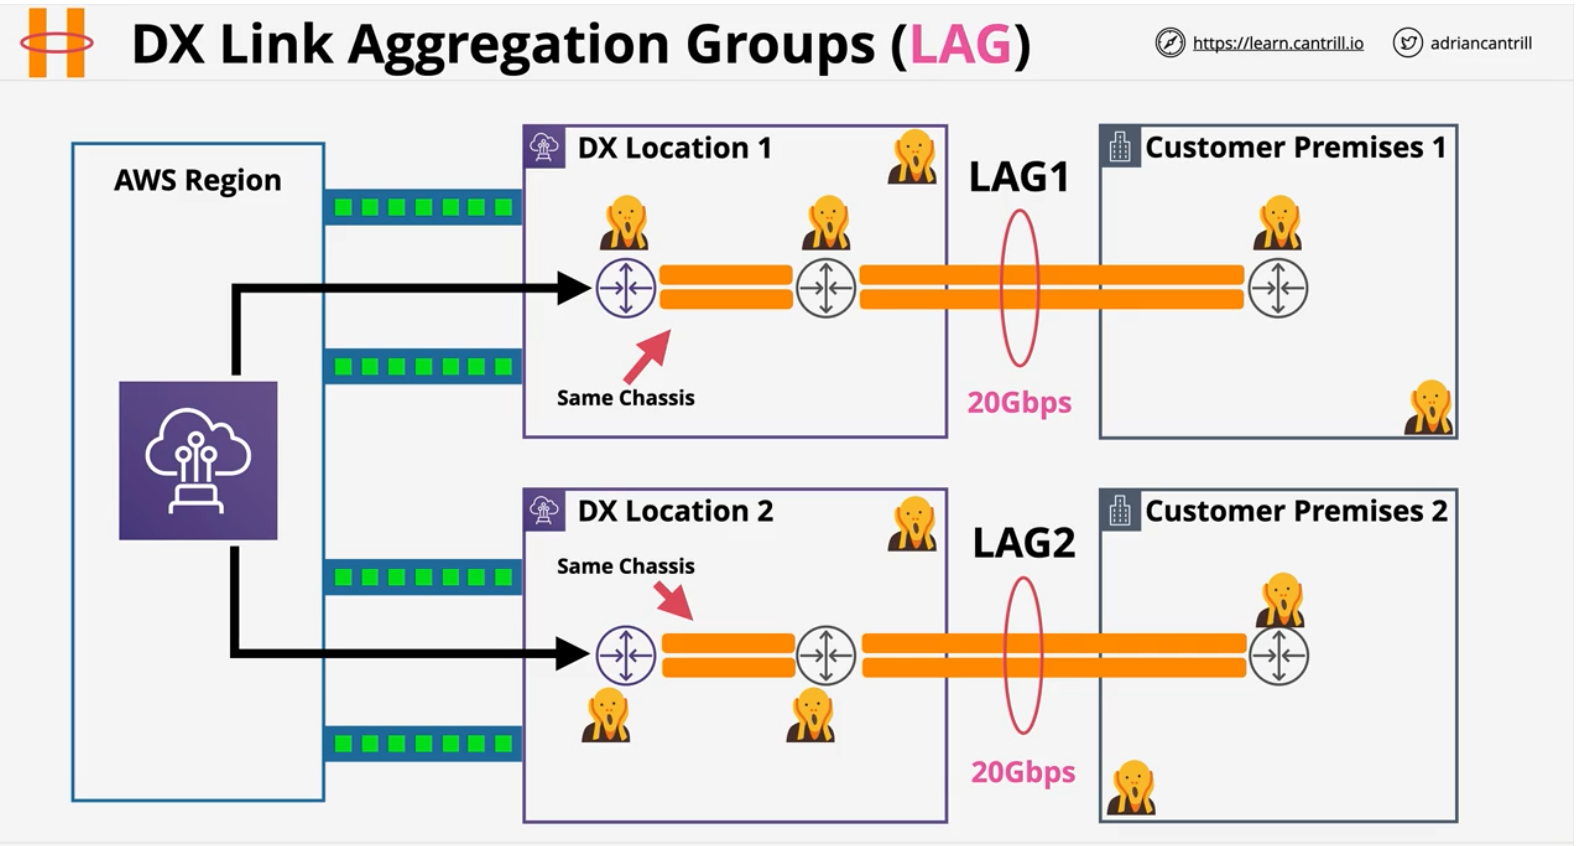 DX Link Aggregation Groups (LAG)
https://learn.cantrill.io
adriancantrill
AWS Region
DX Location 1
LAG1
Customer Premises 1
Same Chassis
20Gbps
DX Location 2
LAG2
Customer Premises 2
Same Chassis
20Gbps